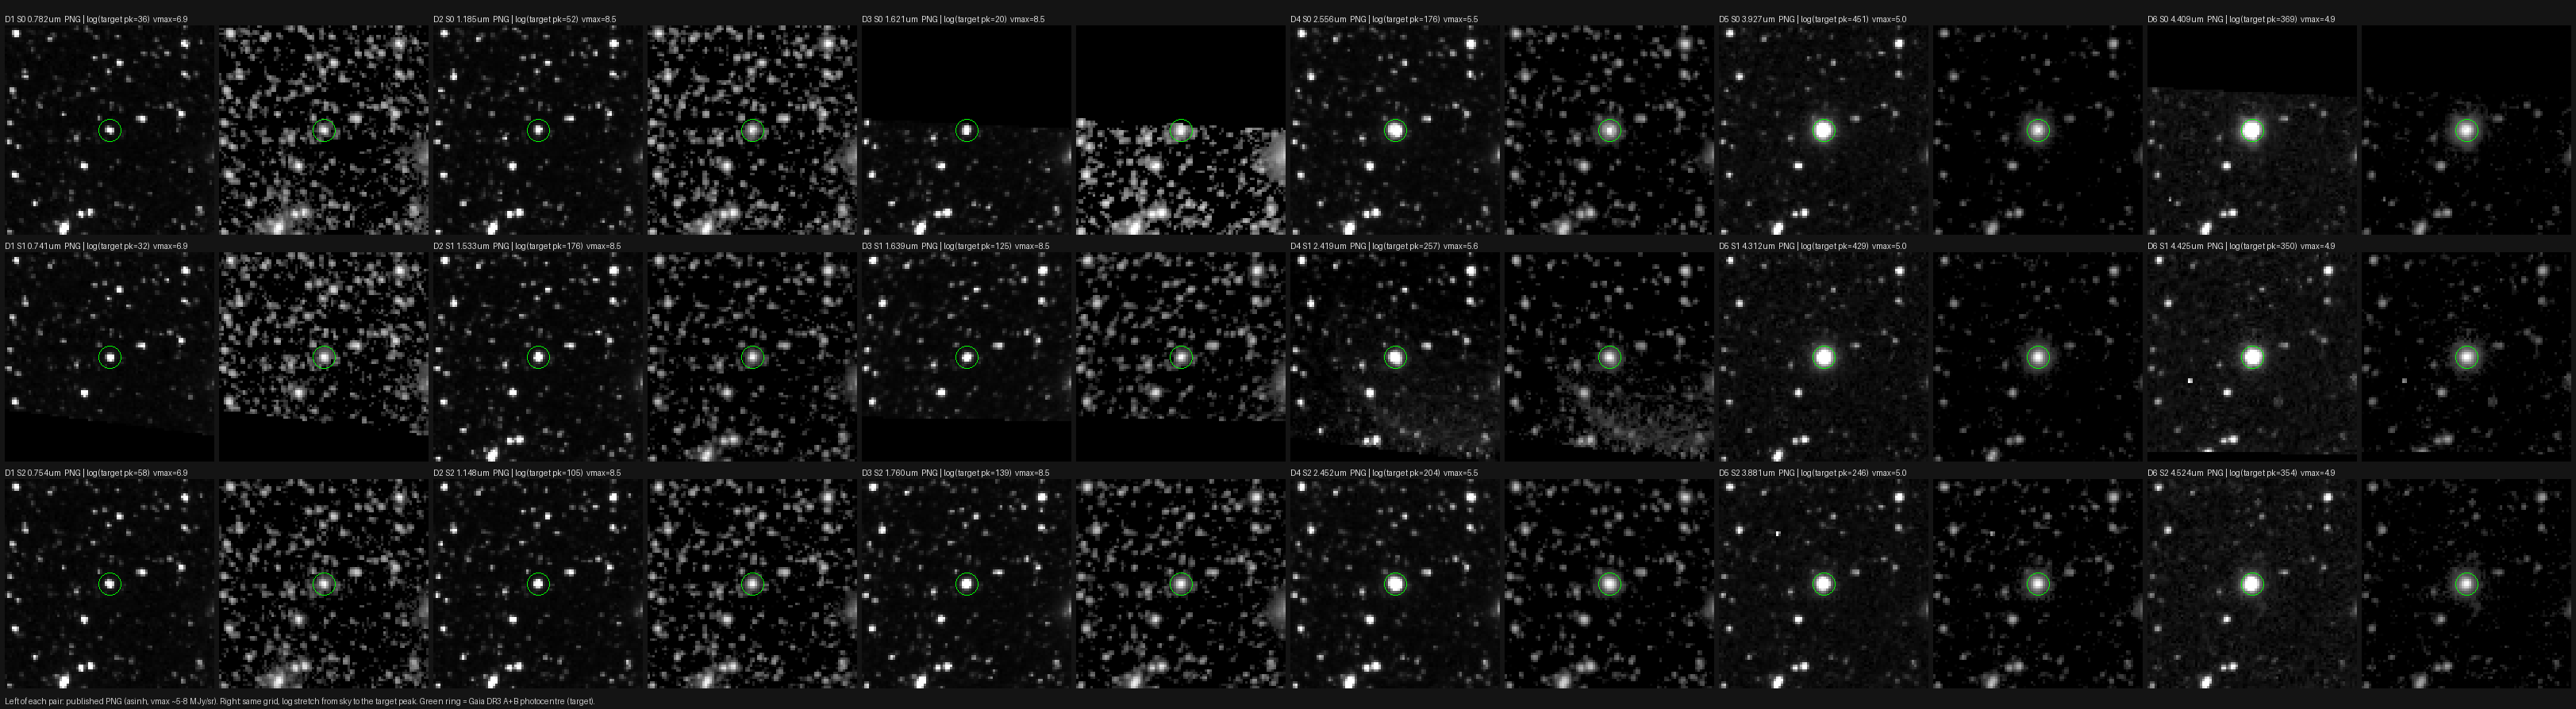 D1 S0 0.782um PNG | log(target pk=36) vmax=6.9
D2 S0 1.185um PNG | log(target pk=52) vmax=8.5
D3 S0 1.621um PNG | log(target pk=20) vmax=8.5
D4 S0 2.556um PNG | log(target pk=176) vmax=5.5
D5 S0 3.927um PNG | log(target pk=451) vmax=5.0
D6 S0 4.409um PNG | log(target pk=369) vmax=4.9
D1 S1 0.741um PNG | log(target pk=32) vmax=6.9
D2 S1 1.533um PNG | log(target pk=176) vmax=8.5
D3 S1 1.639um PNG | log(target pk=125) vmax=8.5
D4 S1 2.419um PNG | log(target pk=257) vmax=5.6
D5 S1 4.312um PNG | log(target pk=429) vmax=5.0
D6 S1 4.425um PNG | log(target pk=350) vmax=4.9
D1 S2 0.754um PNG | log(target pk=58) vmax=6.9
D2 S2 1.148um PNG | log(target pk=105) vmax=8.5
D3 S2 1.760um PNG | log(target pk=139) vmax=8.5
D4 S2 2.452um PNG | log(target pk=204) vmax=5.5
D5 S2 3.881um PNG | log(target pk=246) vmax=5.0
D6 S2 4.524um PNG | log(target pk=354) vmax=4.9
Left of each pair: published PNG (asinh, vmax ~5-8 MJy/sr). Right: same grid, log stretch from sky to the target peak. Green ring = Gaia DR3 A+B photocentre (target).